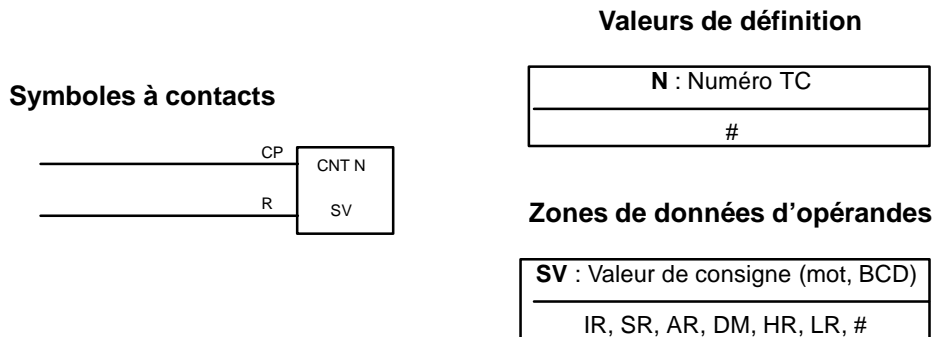 Valeurs de définition
N : Numéro TC
#
Symboles à contacts
CP
CNT N
R
SV
Zones de données d’opérandes
SV : Valeur de consigne (mot, BCD)
IR, SR, AR, DM, HR, LR, #